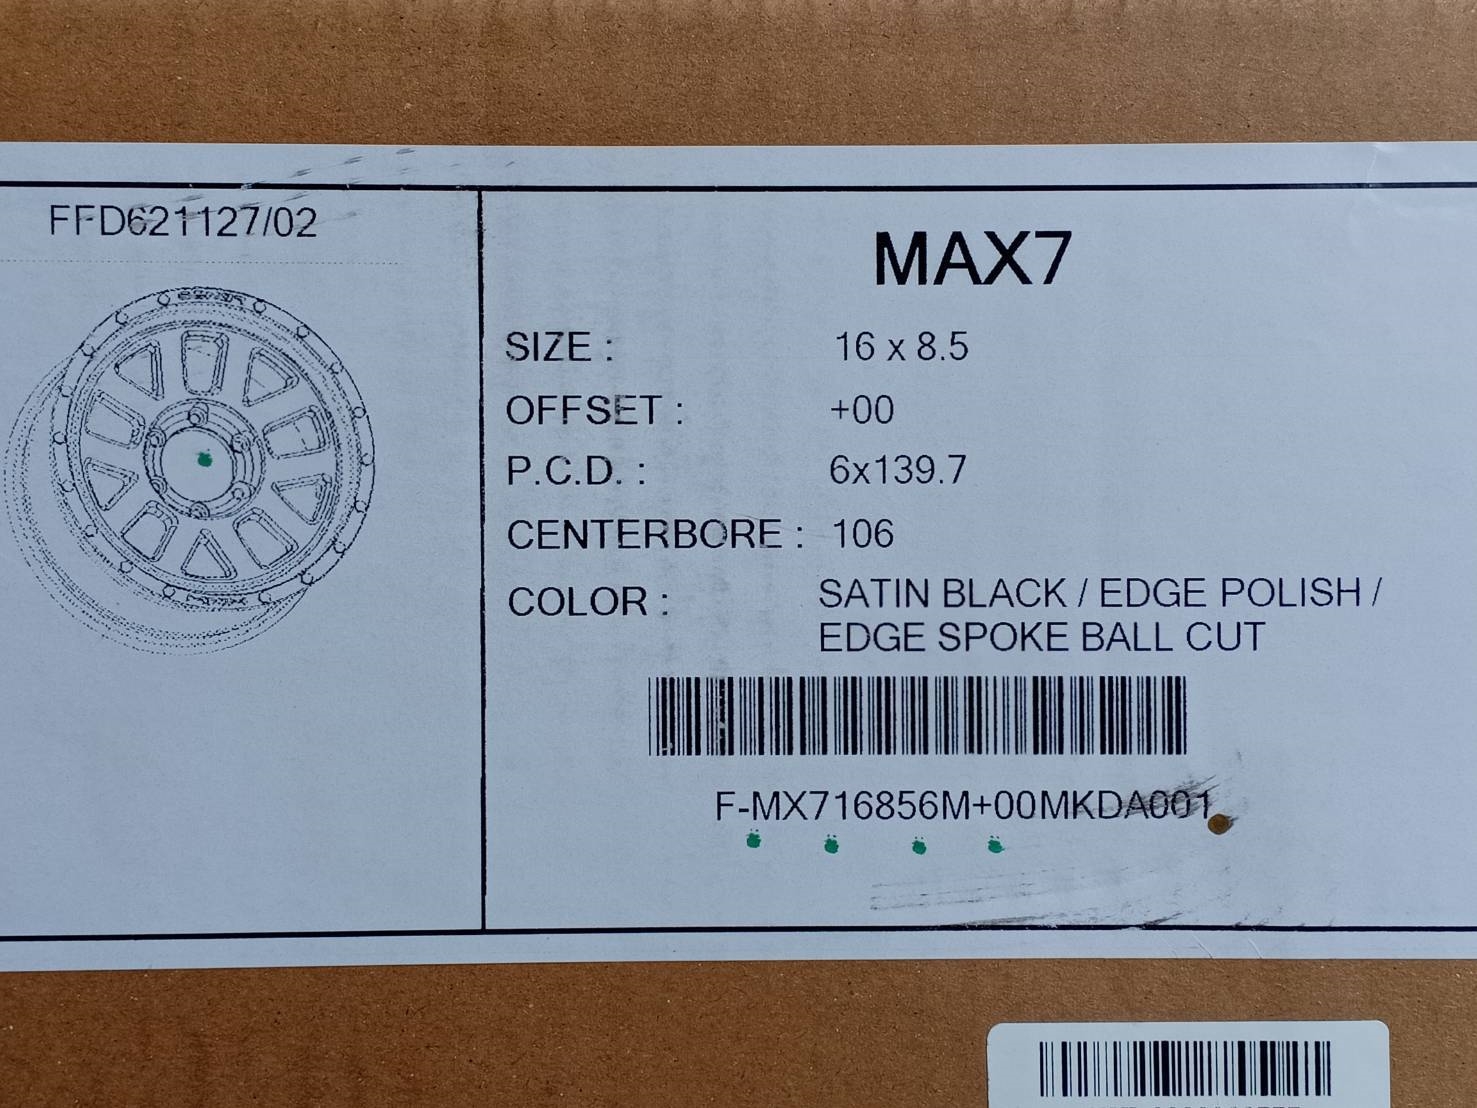 FFD621127/02
MAX7
SIZE : 16 x 8.5
OFFSET : +00
P.C.D. : 6x139.7
CENTERBORE : 106
COLOR : SATIN BLACK / EDGE POLISH /
EDGE SPOKE BALL CUT
F-MX716856M+00MKDA001